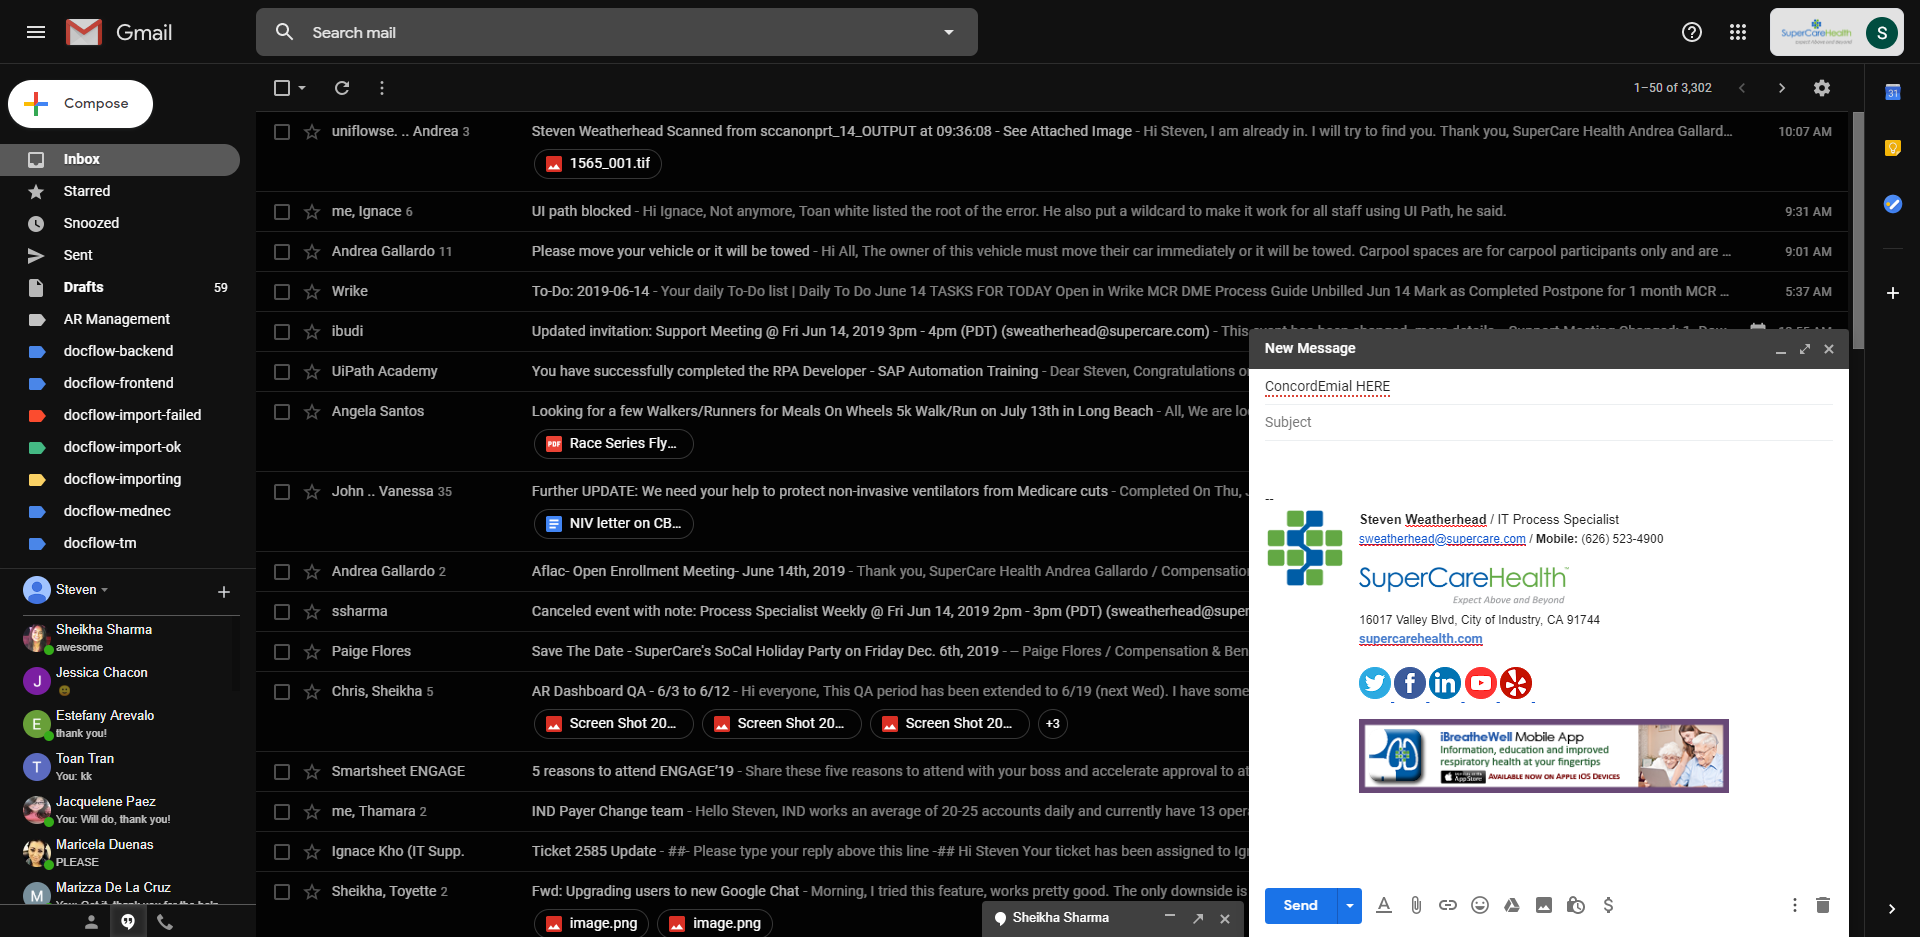 Gmail
Search mail
SuperCareHealth
S
Compose
1–50 of 3,302
31
Inbox
Starred
Snoozed
Sent
Drafts 59
AR Management
docflow-backend
docflow-frontend
docflow-import-failed
docflow-import-ok
docflow-importing
docflow-mednec
docflow-tm
Steven
Sheikha Sharma
awesome
J
Jessica Chacon
E
Estefany Arevalo
thank you!
T
Toan Tran
You: kk
Jacquelene Paez
You: Will do, thank you!
Maricela Duenas
PLEASE
M
Marizza De La Cruz
uniflowse. .. Andrea 3 Steven Weatherhead Scanned from sccanonprt_14_OUTPUT at 09:36:08 - See Attached Image - Hi Steven, I am already in. I will try to find you. Thank you, SuperCare Health Andrea Gallard... 10:07 AM
1565_001.tif
me, Ignace 6 UI path blocked - Hi Ignace, Not anymore, Toan white listed the root of the error. He also put a wildcard to make it work for all staff using UI Path, he said. 9:31 AM
Andrea Gallardo 11 Please move your vehicle or it will be towed - Hi All, The owner of this vehicle must move their car immediately or it will be towed. Carpool spaces are for carpool participants only and are ... 9:01 AM
Wrike To-Do: 2019-06-14 - Your daily To-Do list | Daily To Do June 14 TASKS FOR TODAY Open in Wrike MCR DME Process Guide Unbilled Jun 14 Mark as Completed Postpone for 1 month MCR ... 5:37 AM
ibudi Updated invitation: Support Meeting @ Fri Jun 14, 2019 3pm - 4pm (PDT) (sweatherhead@supercare.com) - This
UiPath Academy You have successfully completed the RPA Developer - SAP Automation Training - Dear Steven, Congratulations
Angela Santos Looking for a few Walkers/Runners for Meals On Wheels 5k Walk/Run on July 13th in Long Beach - All, We are
PDF Race Series Fly...
John .. Vanessa 35 Further UPDATE: We need your help to protect non-invasive ventilators from Medicare cuts - Completed On Thu,
NIV letter on CB...
Andrea Gallardo 2 Aflac- Open Enrollment Meeting- June 14th, 2019 - Thank you, SuperCare Health Andrea Gallardo / Compensation
ssharma Canceled event with note: Process Specialist Weekly @ Fri Jun 14, 2019 2pm - 3pm (PDT) (sweatherhead@super
Paige Flores Save The Date - SuperCare's SoCal Holiday Party on Friday Dec. 6th, 2019 - – Paige Flores / Compensation & Ben
Chris, Sheikha 5 AR Dashboard QA - 6/3 to 6/12 - Hi everyone, This QA period has been extended to 6/19 (next Wed). I have some
Screen Shot 20... Screen Shot 20... Screen Shot 20... +3
Smartsheet ENGAGE 5 reasons to attend ENGAGE'19 - Share these five reasons to attend with your boss and accelerate approval to at
me, Thamara 2 IND Payer Change team - Hello Steven, IND works an average of 20-25 accounts daily and currently have 13 opera
Ignace Kho (IT Supp. Ticket 2585 Update - ##- Please type your reply above this line -## Hi Steven Your ticket has been assigned to Ign
Sheikha, Toyette 2 Fwd: Upgrading users to new Google Chat - Morning, I tried this feature, works pretty good. The only downside is
image.png image.png
Sheikha Sharma
New Message
ConcordEmial HERE
Subject
--
Steven Weatherhead / IT Process Specialist
sweatherhead@supercare.com / Mobile: (626) 523-4900
SuperCareHealth™
Expect Above and Beyond
16017 Valley Blvd, City of Industry, CA 91744
supercarehealth.com
iBreatheWell Mobile App
Information, education and improved
respiratory health at your fingertips
App Store Available now on Apple iOS Devices
Send